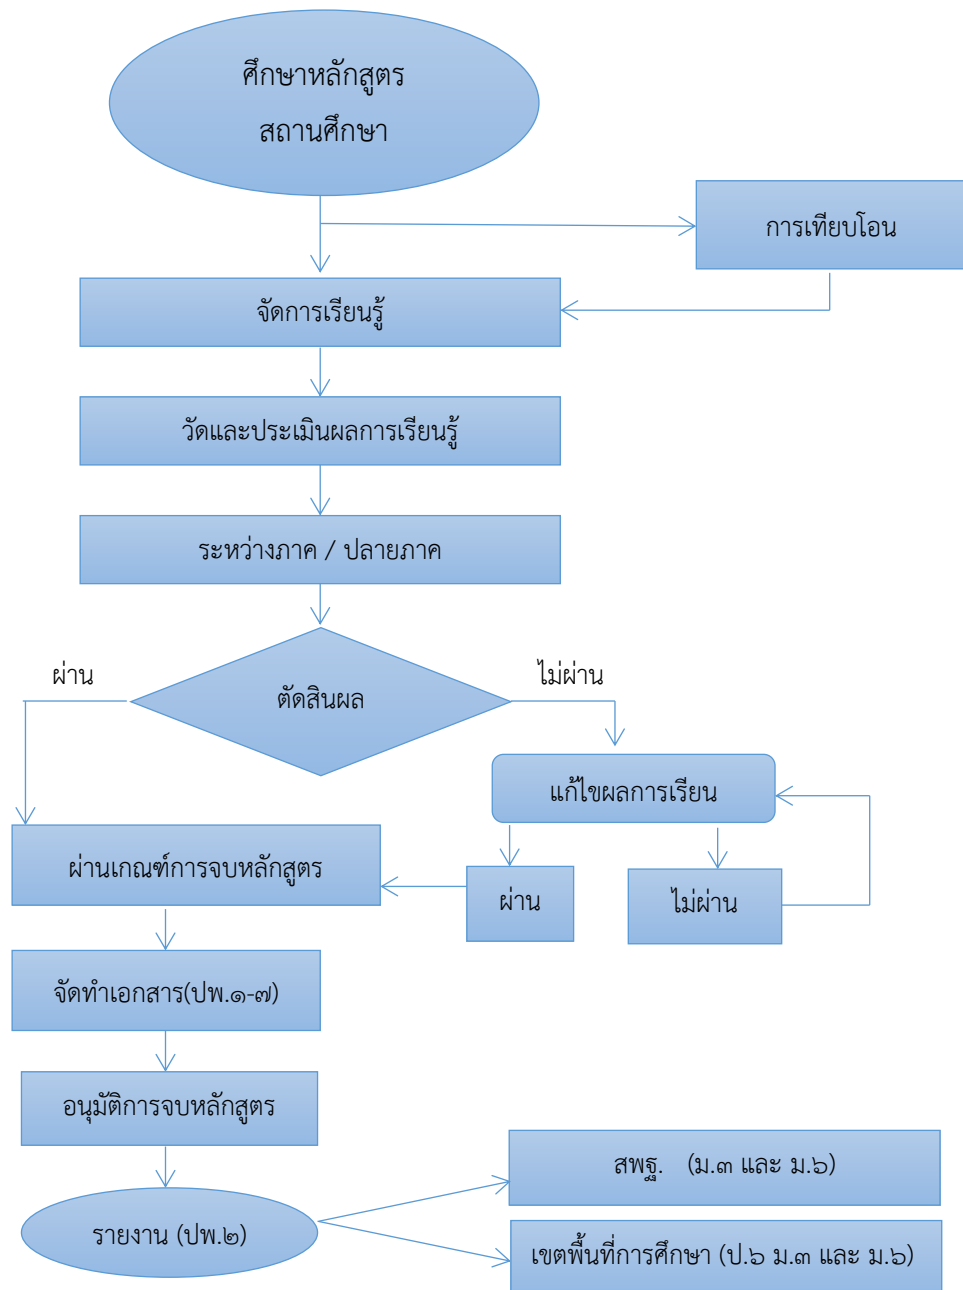 ศึกษาหลักสูตร
สถานศึกษา
การเทียบโอน
จัดการเรียนรู้
วัดและประเมินผลการเรียนรู้
ระหว่างภาค / ปลายภาค
ผ่าน
ไม่ผ่าน
ตัดสินผล
แก้ไขผลการเรียน
ผ่านเกณฑ์การจบหลักสูตร
ผ่าน
ไม่ผ่าน
จัดทำเอกสาร(ปพ.๑-๗)
อนุมัติการจบหลักสูตร
สพฐ. (ม.๓ และ ม.๖)
รายงาน (ปพ.๒)
เขตพื้นที่การศึกษา (ป.๖ ม.๓ และ ม.๖)